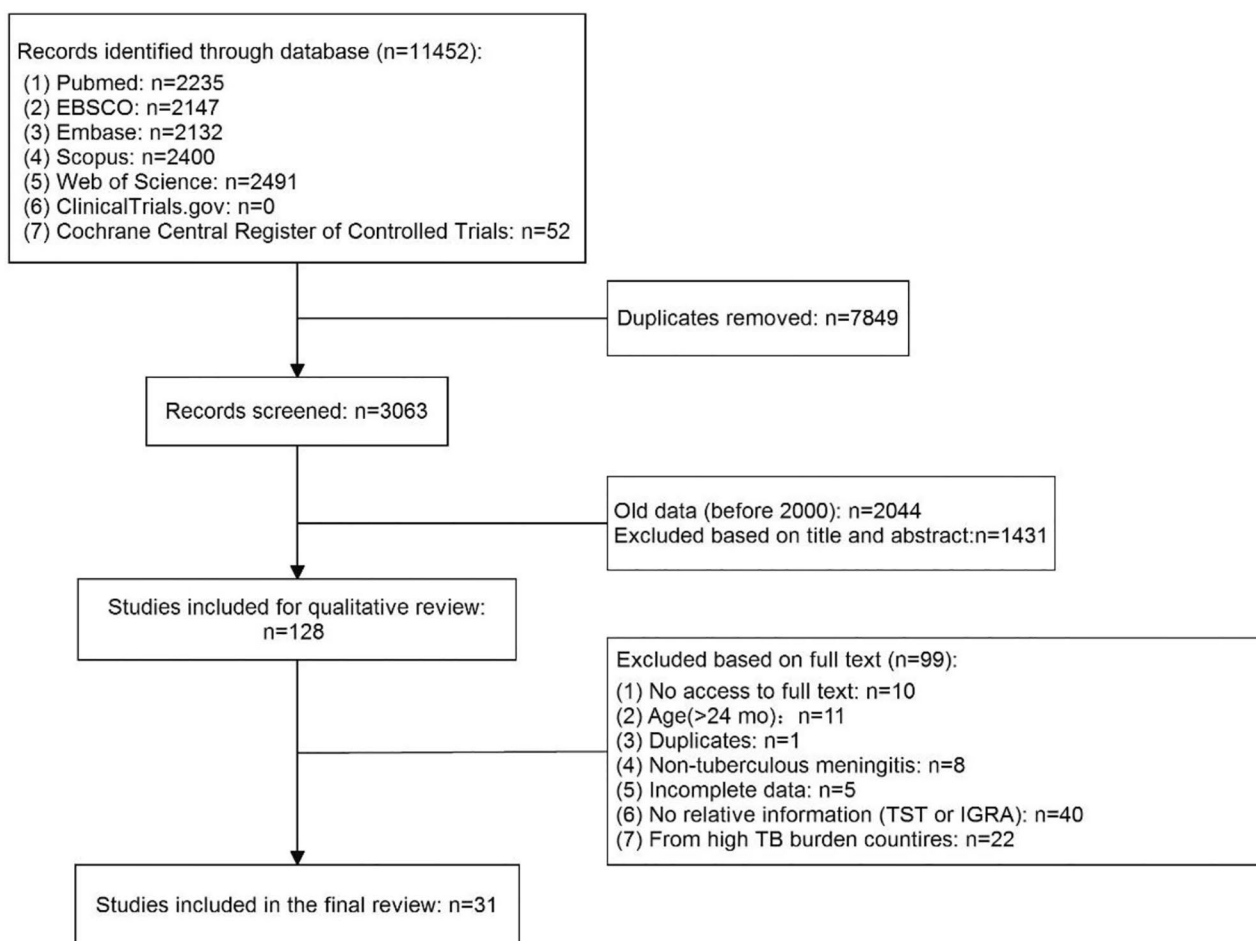 Records identified through database (n=11452):
(1) Pubmed: n=2235
(2) EBSCO: n=2147
(3) Embase: n=2132
(4) Scopus: n=2400
(5) Web of Science: n=2491
(6) ClinicalTrials.gov: n=0
(7) Cochrane Central Register of Controlled Trials: n=52
Duplicates removed: n=7849
Records screened: n=3063
Old data (before 2000): n=2044
Excluded based on title and abstract:n=1431
Studies included for qualitative review:
n=128
Excluded based on full text (n=99):
(1) No access to full text: n=10
(2) Age(>24 mo)：n=11
(3) Duplicates: n=1
(4) Non-tuberculous meningitis: n=8
(5) Incomplete data: n=5
(6) No relative information (TST or IGRA): n=40
(7) From high TB burden countires: n=22
Studies included in the final review: n=31